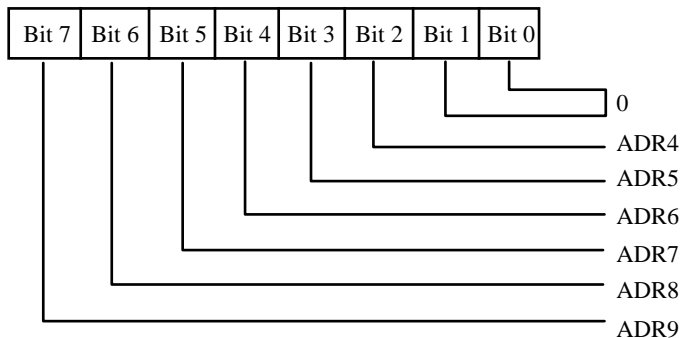 Bit 7 Bit 6 Bit 5 Bit 4 Bit 3 Bit 2 Bit 1 Bit 0
0
ADR4
ADR5
ADR6
ADR7
ADR8
ADR9